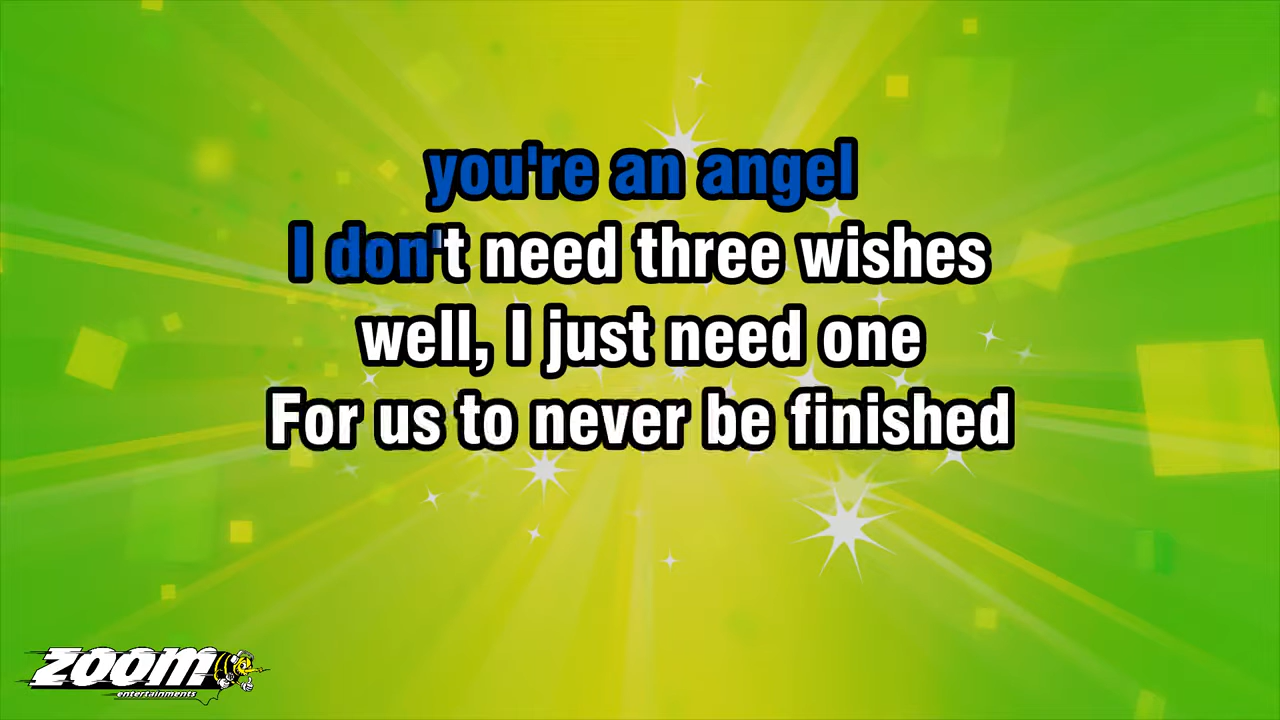 you're an angel
I don't need three wishes
well, I just need one
For us to never be finished
zoom
entertainments